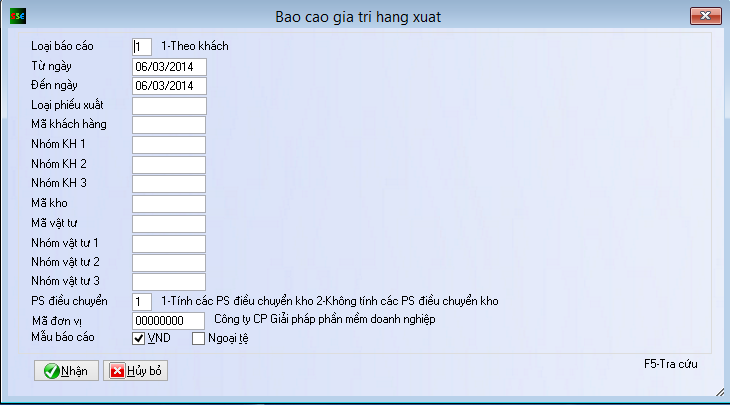 Bao cao gia tri hang xuat
Loại báo cáo 1 1-Theo khách
Từ ngày 06/03/2014
Đến ngày 06/03/2014
Loại phiếu xuất
Mã khách hàng
Nhóm KH 1
Nhóm KH 2
Nhóm KH 3
Mã kho
Mã vật tư
Nhóm vật tư 1
Nhóm vật tư 2
Nhóm vật tư 3
PS điều chuyển 1 1-Tính các PS điều chuyển kho 2-Không tính các PS điều chuyển kho
Mã đơn vị 00000000 Công ty CP Giải pháp phần mềm doanh nghiệp
Mẫu báo cáo VND Ngoại tệ
Nhận Hủy bỏ F5-Tra cứu